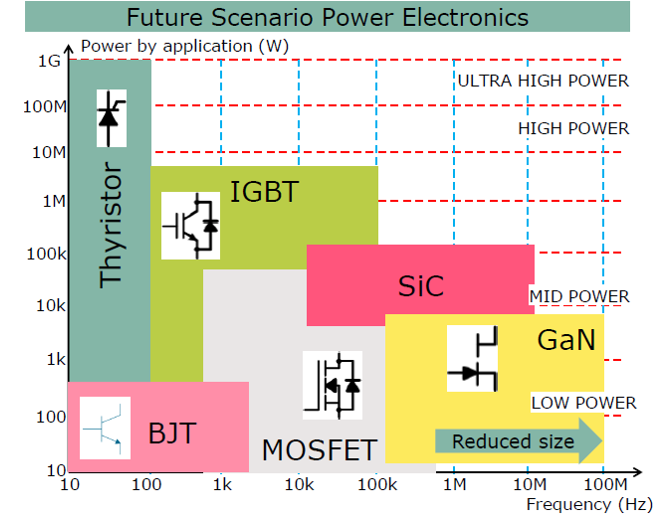 Future Scenario Power Electronics
Power by application (W)
1G
ULTRA HIGH POWER
100M
HIGH POWER
10M
Thyristor
IGBT
1M
100k
SiC
MID POWER
10k
GaN
1k
LOW POWER
100
BJT
MOSFET
Reduced size
10
10 100 1k 10k 100k 1M 10M 100M
Frequency (Hz)